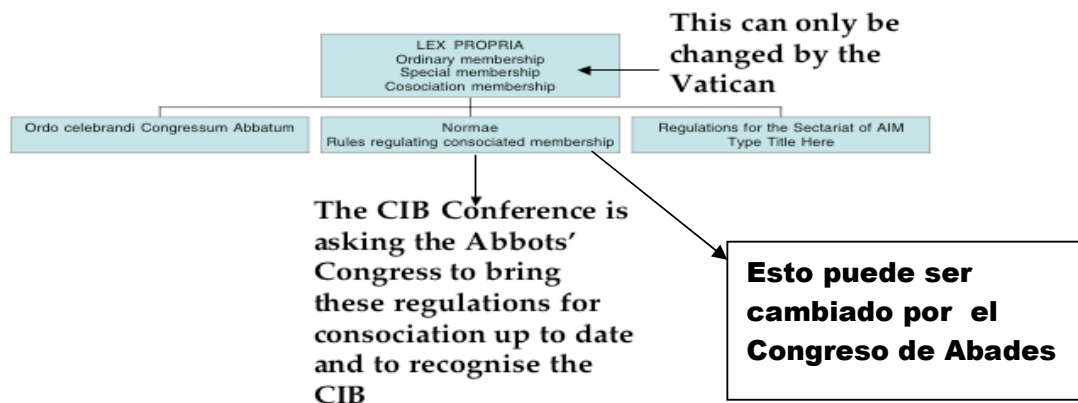 This can only be
changed by the
Vatican
LEX PROPRIA
Ordinary membership
Special membership
Cosociation membership
Ordo celebrandi Congressum Abbatum
Normae
Rules regulating consociated membership
Regulations for the Sectariat of AIM
Type Title Here
The CIB Conference is
asking the Abbots’
Congress to bring
these regulations for
consociation up to date
and to recognise the
CIB
Esto puede ser
cambiado por el
Congreso de Abades